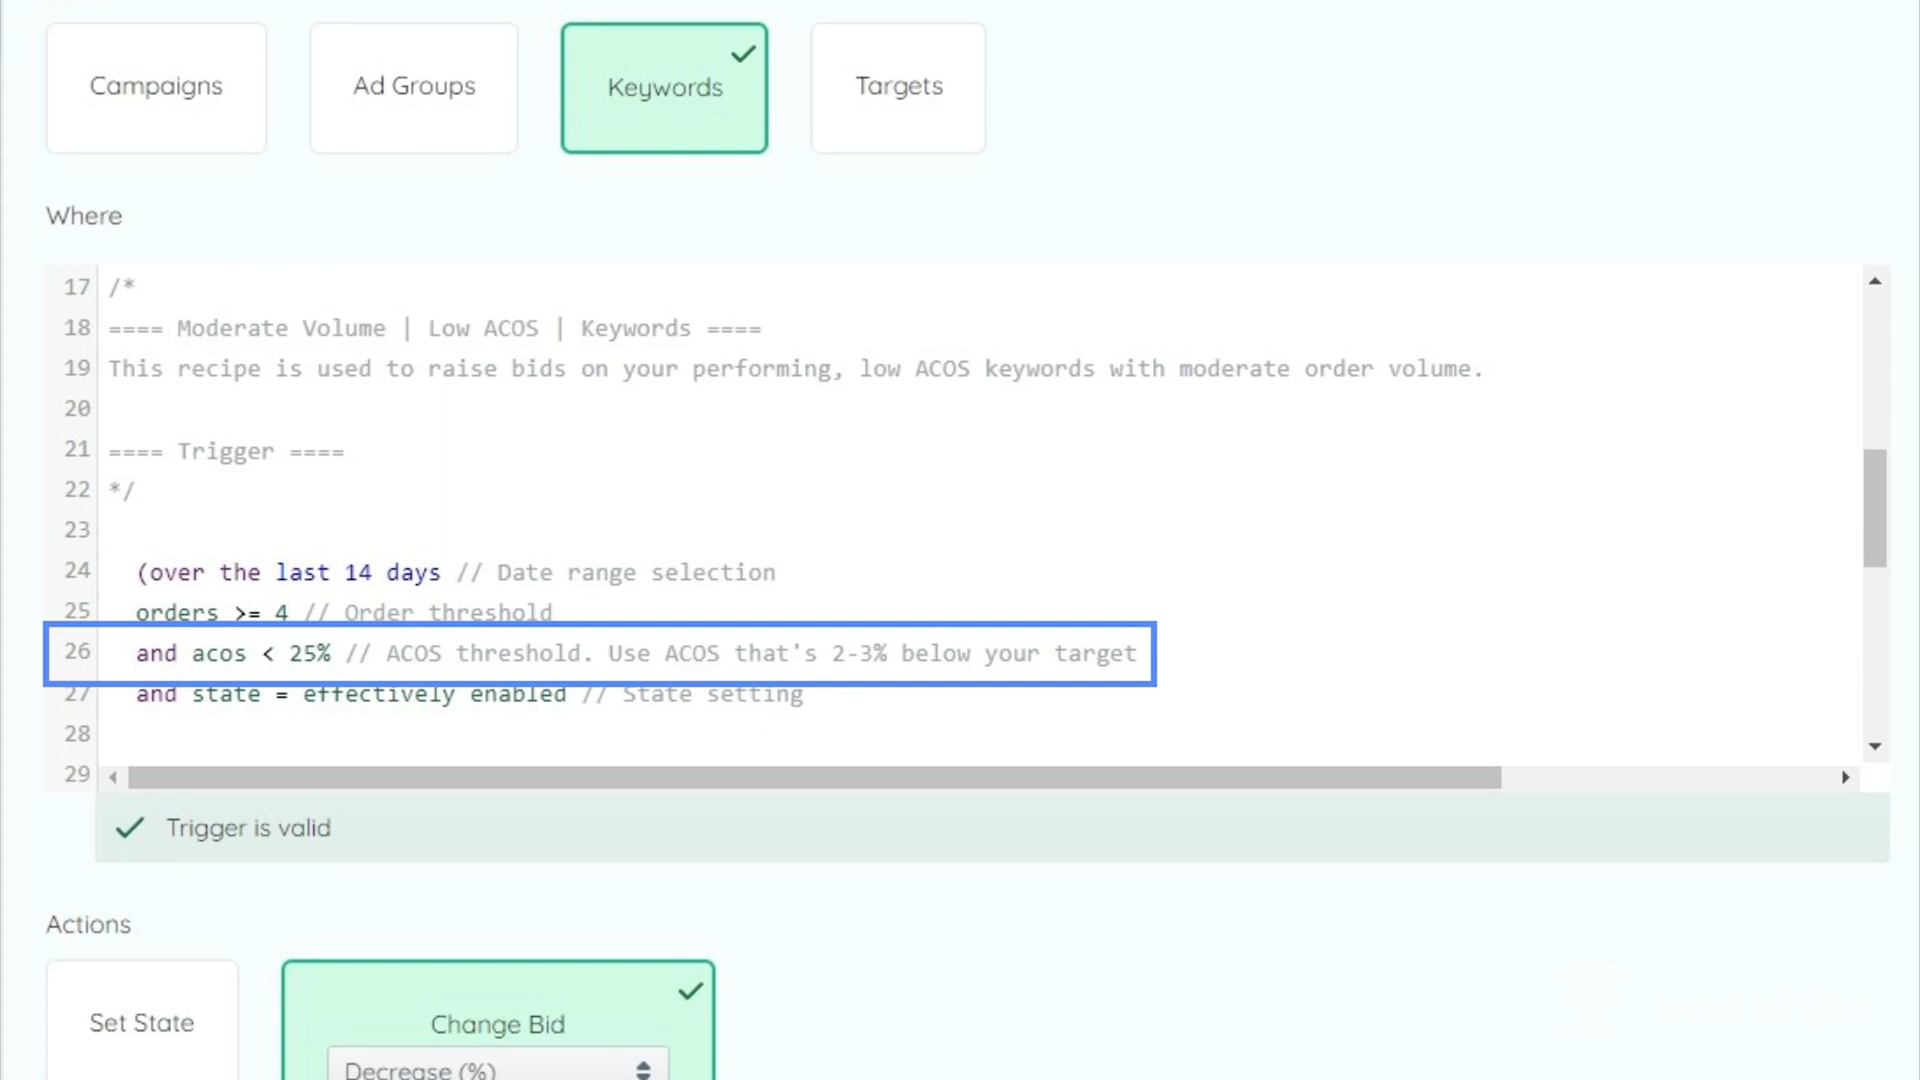 Campaigns
Ad Groups
Keywords
Targets
Where
17 /*
18 ==== Moderate Volume | Low ACOS | Keywords ====
19 This recipe is used to raise bids on your performing, low ACOS keywords with moderate order volume.
20
21 ==== Trigger ====
22 */
23
24 (over the last 14 days // Date range selection
25 orders >= 4 // Order threshold
26 and acos < 25% // ACOS threshold. Use ACOS that's 2-3% below your target
27 and state = effectively enabled // State setting
28
29
Trigger is valid
Actions
Set State
Change Bid
Decrease (%)